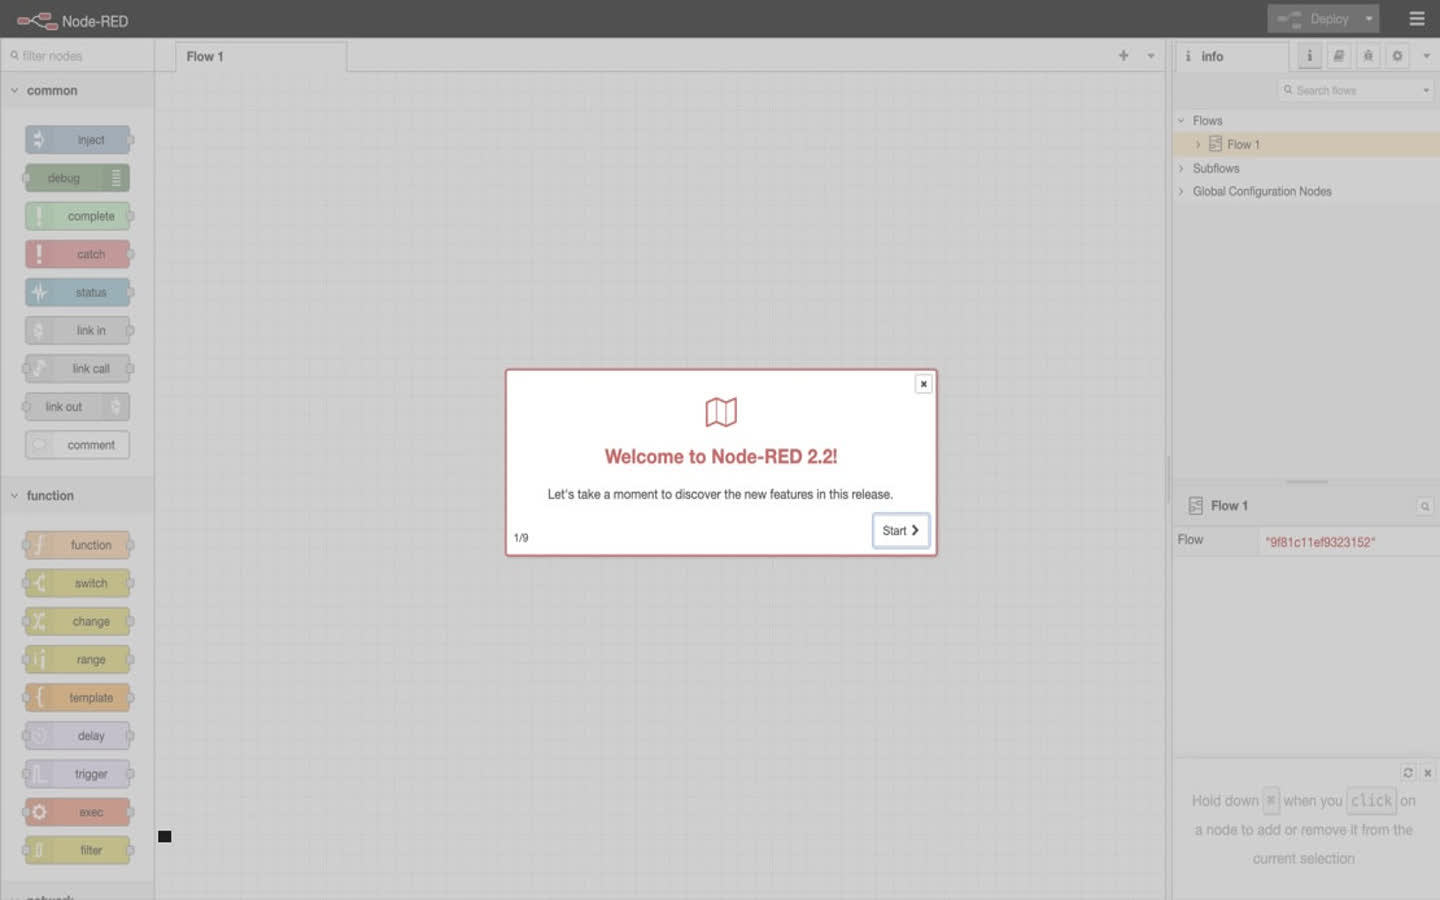 Node-RED
Deploy
filter nodes
Flow 1
info
i
Search flows
common
inject
debug
complete
catch
status
link in
link call
link out
comment
function
function
switch
change
range
template
delay
trigger
exec
filter
network
Welcome to Node-RED 2.2!
Let's take a moment to discover the new features in this release.
Start
1/9
Flows
Flow 1
Subflows
Global Configuration Nodes
Flow 1
Flow "9f81c11ef9323152"
Hold down ⌘ when you click on
a node to add or remove it from the
current selection